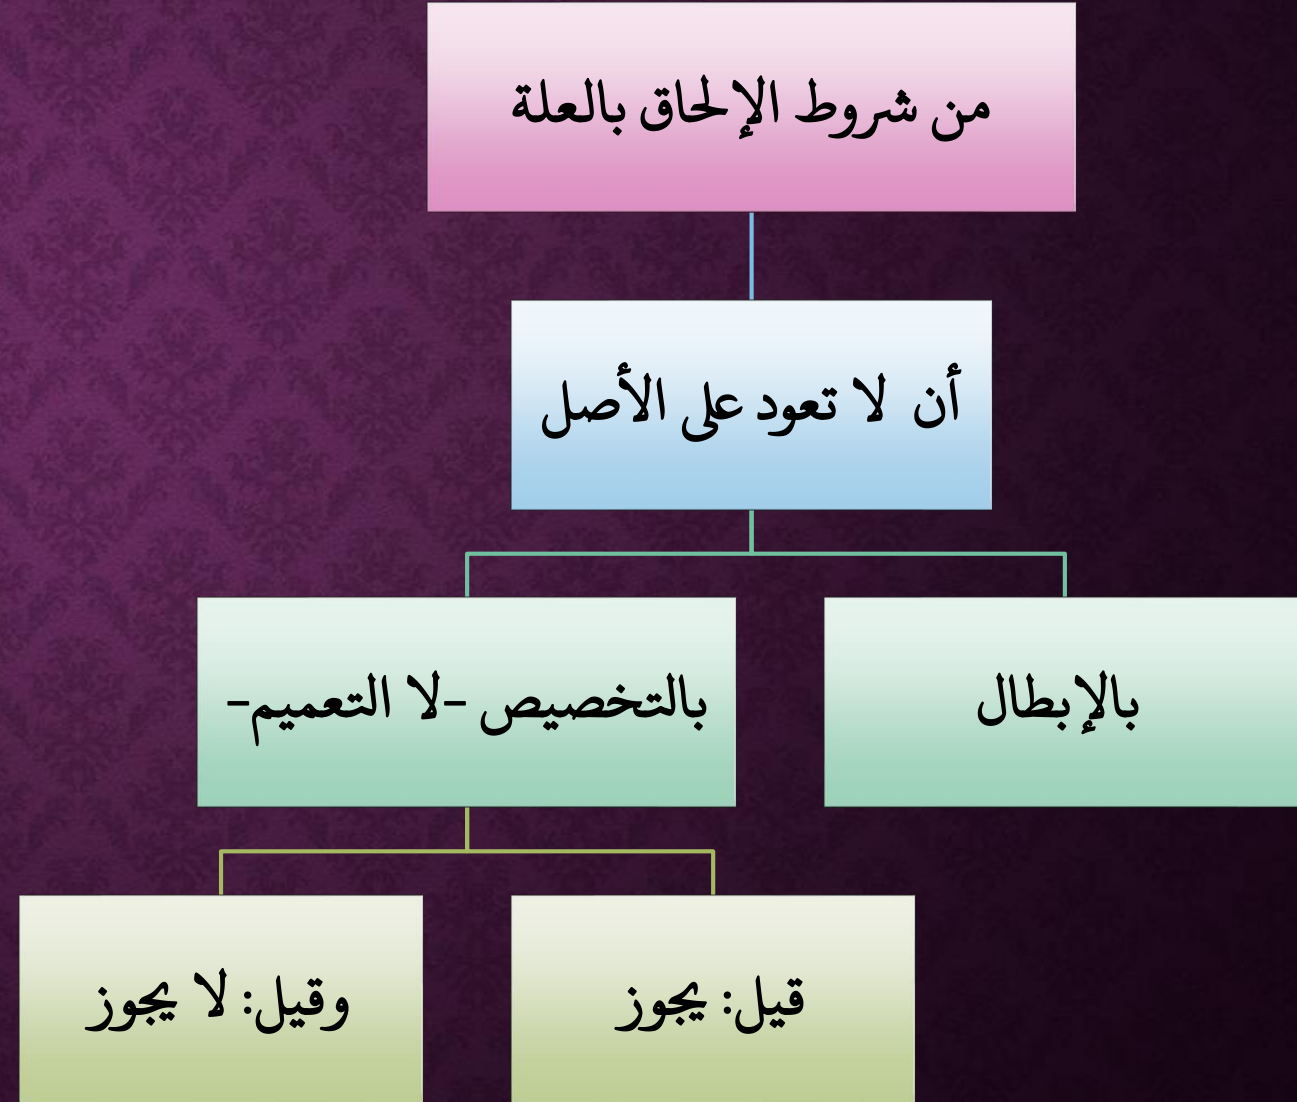 من شروط الإلحاق بالعلة
أن لا تعود على الأصل
بالإبطال
بالتخصيص -لا التعميم-
قيل: يجوز
وقيل: لا يجوز